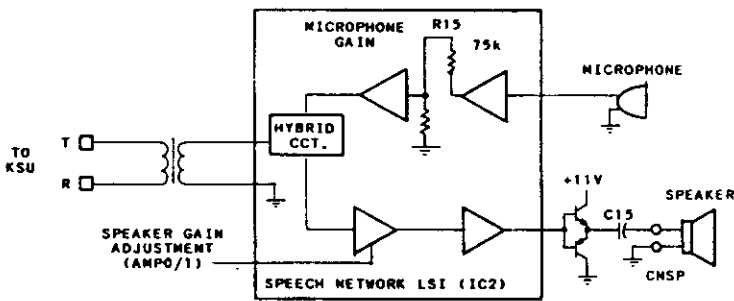 MICROPHONE
GAIN
R15
75k
MICROPHONE
HYBRID
CCT.
TO
KSU
T
R
+11V
SPEAKER
C15
SPEAKER GAIN
ADJUSTMENT
(AMP0/1)
CNSP
SPEECH NETWORK LSI (IC2)